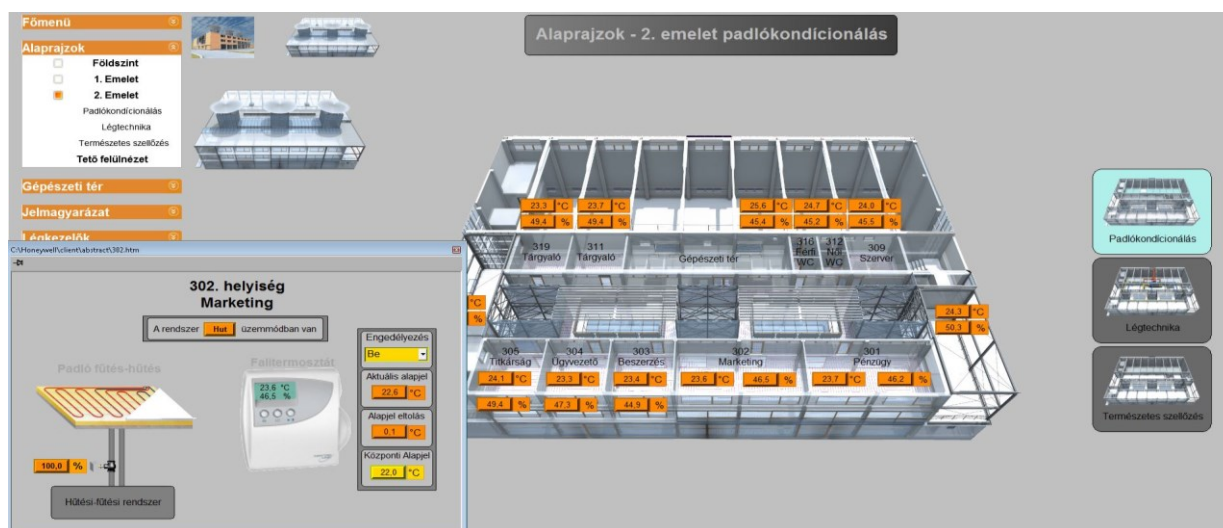 Főmenü
Alaprajzok
Földszint
1. Emelet
2. Emelet
Padlókondícionálás
Légtechnika
Természetes szellőzés
Tető felülnézet
Gépészeti tér
Jelmagyarázat
Légkezelők
Alaprajzok - 2. emelet padlókondícionálás
23,3 °C
49,4 %
23,7 °C
49,4 %
25,6 °C
45,4 %
24,7 °C
45,2 %
24,0 °C
45,5 %
319
Tárgyaló
311
Tárgyaló
Gépészeti tér
316
Férfi
WC
312
Női
WC
309
Szerver
°C
%
24,3 °C
50,3 %
305
Titkárság
304
Ügyvezető
303
Beszerzés
302
Marketing
301
Pénzügy
24,1 °C
23,3 °C
23,4 °C
23,6 °C
46,5 %
23,7 °C
46,2 %
49,4 %
47,3 %
44,9 %
Padlókondícionálás
Légtechnika
Természetes szellőzés
C:\Honeywell\client\abstract\302.htm
302. helyiség
Marketing
A rendszer Hut üzemmódban van
Padló fűtés-hűtés
Falitermosztát
23,6 °C
46,5 %
Engedélyezés
Be
Aktuális alapjel
22,6 °C
Alapjel eltolás
0,1 °C
Központi Alapjel
22,0 °C
100,0 %
Hűtési-fűtési rendszer